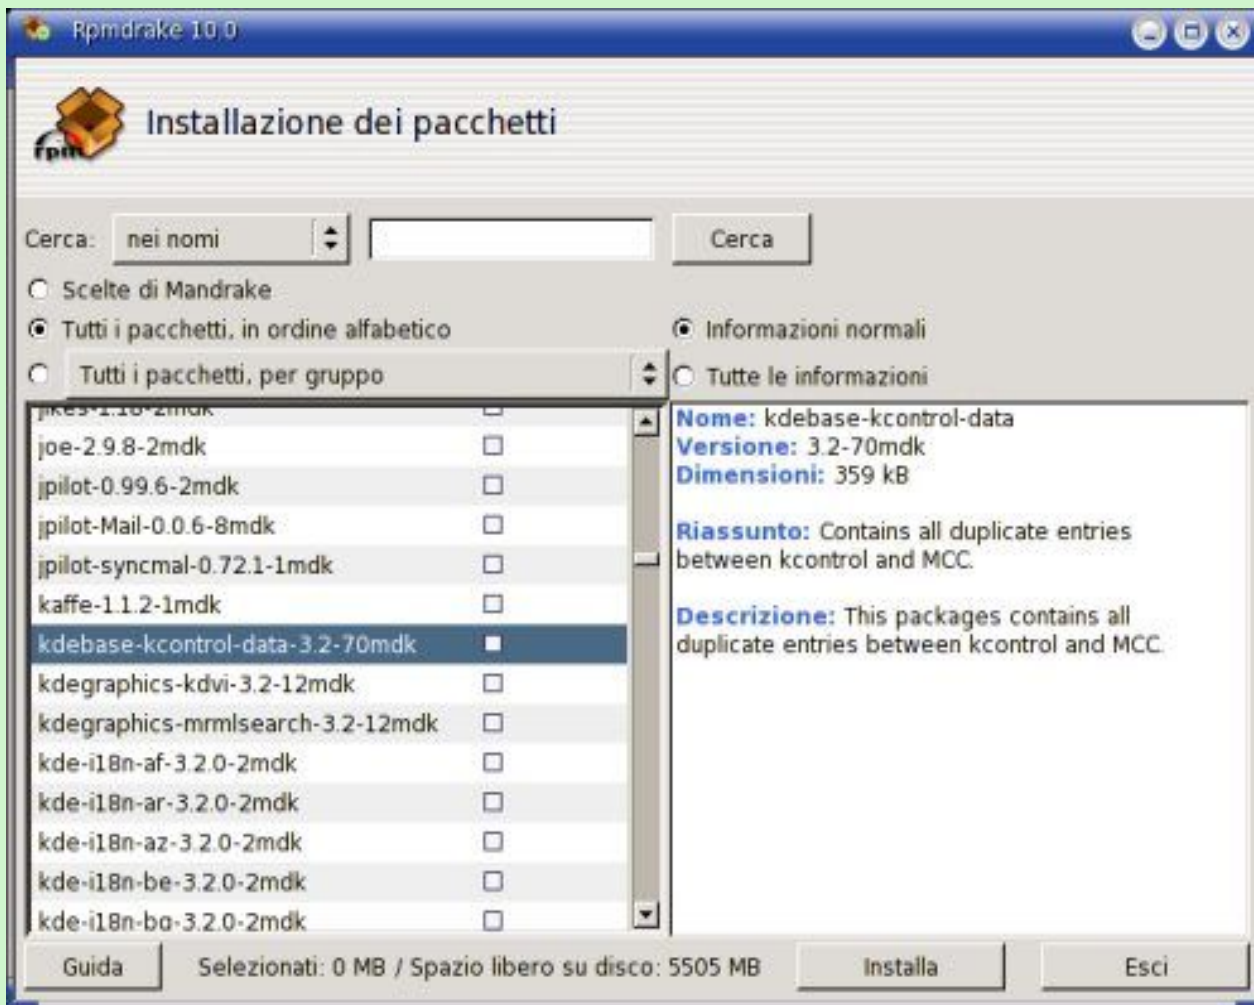 Rpmdrake 10.0
rpm
Installazione dei pacchetti
Cerca: nei nomi Cerca
Scelte di Mandrake
Tutti i pacchetti, in ordine alfabetico
Tutti i pacchetti, per gruppo
Informazioni normali
Tutte le informazioni
jikes-1.18-2mdk
joe-2.9.8-2mdk
jpilot-0.99.6-2mdk
jpilot-Mail-0.0.6-8mdk
jpilot-syncmal-0.72.1-1mdk
kaffe-1.1.2-1mdk
kdebase-kcontrol-data-3.2-70mdk
kdegraphics-kdvi-3.2-12mdk
kdegraphics-mrmlsearch-3.2-12mdk
kde-i18n-af-3.2.0-2mdk
kde-i18n-ar-3.2.0-2mdk
kde-i18n-az-3.2.0-2mdk
kde-i18n-be-3.2.0-2mdk
kde-i18n-bg-3.2.0-2mdk
Nome: kdebase-kcontrol-data
Versione: 3.2-70mdk
Dimensioni: 359 kB
Riassunto: Contains all duplicate entries
between kcontrol and MCC.
Descrizione: This packages contains all
duplicate entries between kcontrol and MCC.
Guida Selezionati: 0 MB / Spazio libero su disco: 5505 MB Installa Esci